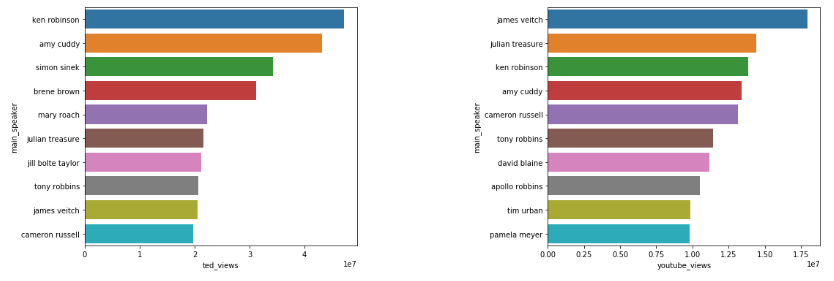 main_speaker
ken robinson
amy cuddy
simon sinek
brene brown
mary roach
julian treasure
jill bolte taylor
tony robbins
james veitch
cameron russell
0 1 2 3 4
1e7
ted_views
main_speaker
james veitch
julian treasure
ken robinson
amy cuddy
cameron russell
tony robbins
david blaine
apollo robbins
tim urban
pamela meyer
0.00 0.25 0.50 0.75 1.00 1.25 1.50 1.75
1e7
youtube_views